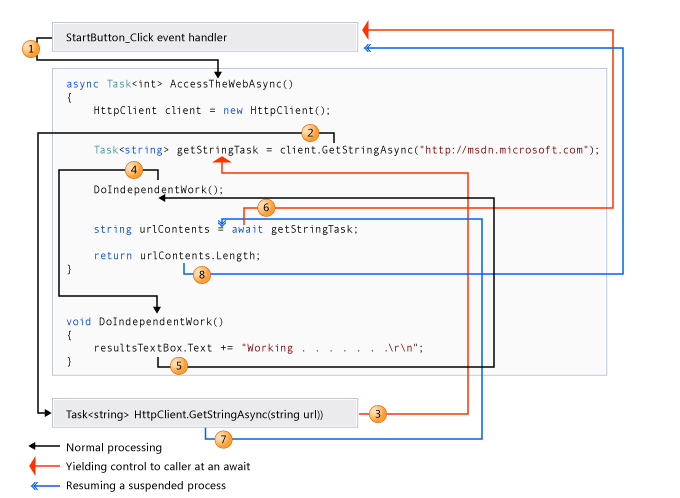 StartButton_Click event handler
1
async Task<int> AccessTheWebAsync()
{
HttpClient client = new HttpClient();
2
Task<string> getStringTask = client.GetStringAsync("http://msdn.microsoft.com");
4
DoIndependentWork();
6
string urlContents = await getStringTask;
return urlContents.Length;
8
}
void DoIndependentWork()
{
resultsTextBox.Text += "Working . . . . . . .\r\n";
}
5
Task<string> HttpClient.GetStringAsync(string url))
3
7
Normal processing
Yielding control to caller at an await
Resuming a suspended process